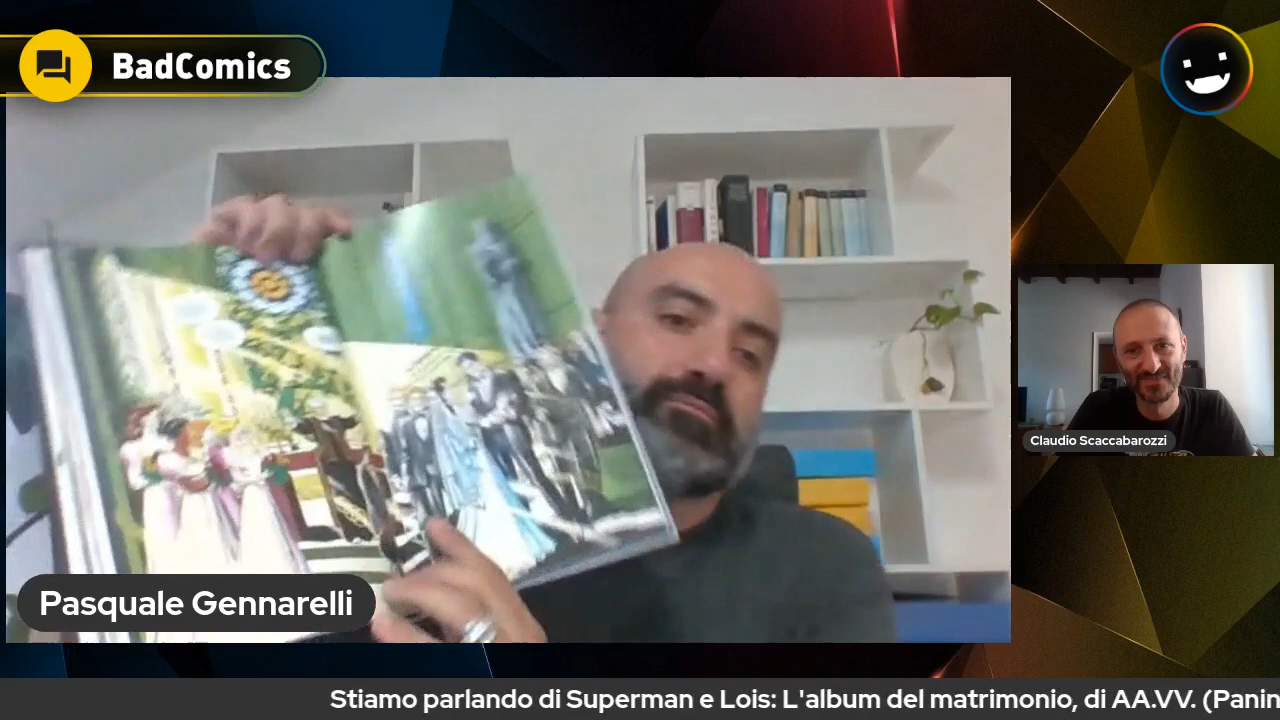 BadComics
Claudio Scaccabarozzi
Pasquale Gennarelli
Stiamo parlando di Superman e Lois: L'album del matrimonio, di AA.VV. (Panin